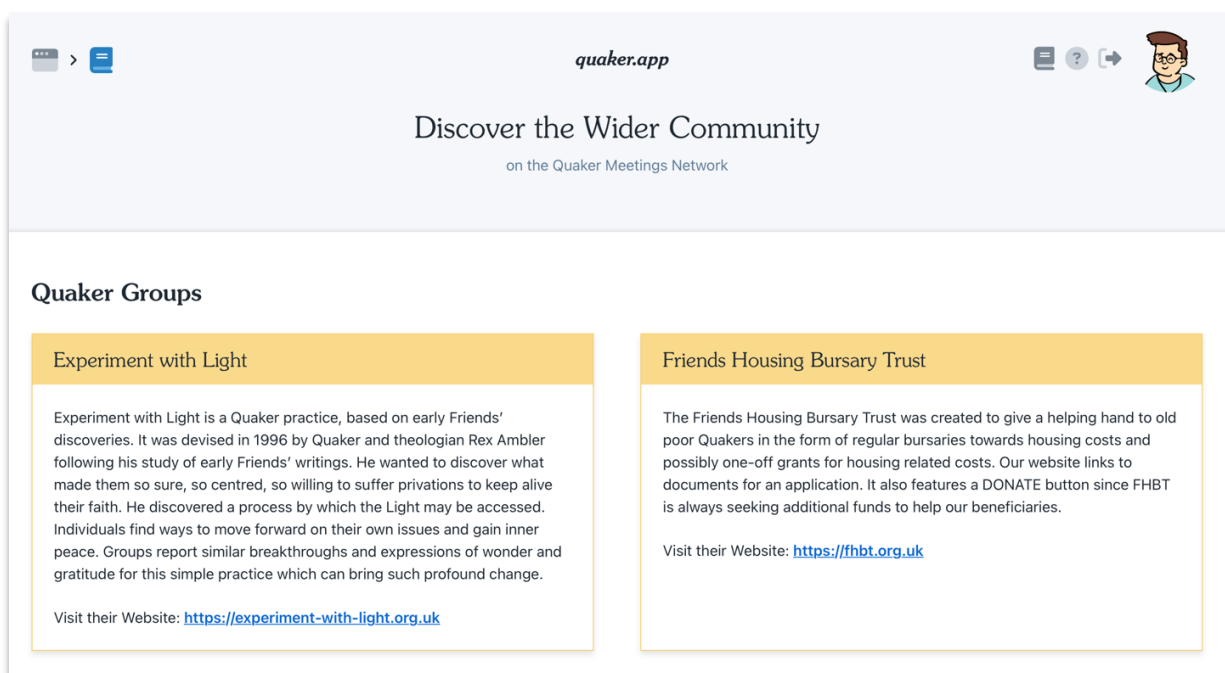 quaker.app
?
Discover the Wider Community
on the Quaker Meetings Network
Quaker Groups
Experiment with Light
Experiment with Light is a Quaker practice, based on early Friends’
discoveries. It was devised in 1996 by Quaker and theologian Rex Ambler
following his study of early Friends’ writings. He wanted to discover what
made them so sure, so centred, so willing to suffer privations to keep alive
their faith. He discovered a process by which the Light may be accessed.
Individuals find ways to move forward on their own issues and gain inner
peace. Groups report similar breakthroughs and expressions of wonder and
gratitude for this simple practice which can bring such profound change.
Visit their Website: https://experiment-with-light.org.uk
Friends Housing Bursary Trust
The Friends Housing Bursary Trust was created to give a helping hand to old
poor Quakers in the form of regular bursaries towards housing costs and
possibly one-off grants for housing related costs. Our website links to
documents for an application. It also features a DONATE button since FHBT
is always seeking additional funds to help our beneficiaries.
Visit their Website: https://fhbt.org.uk